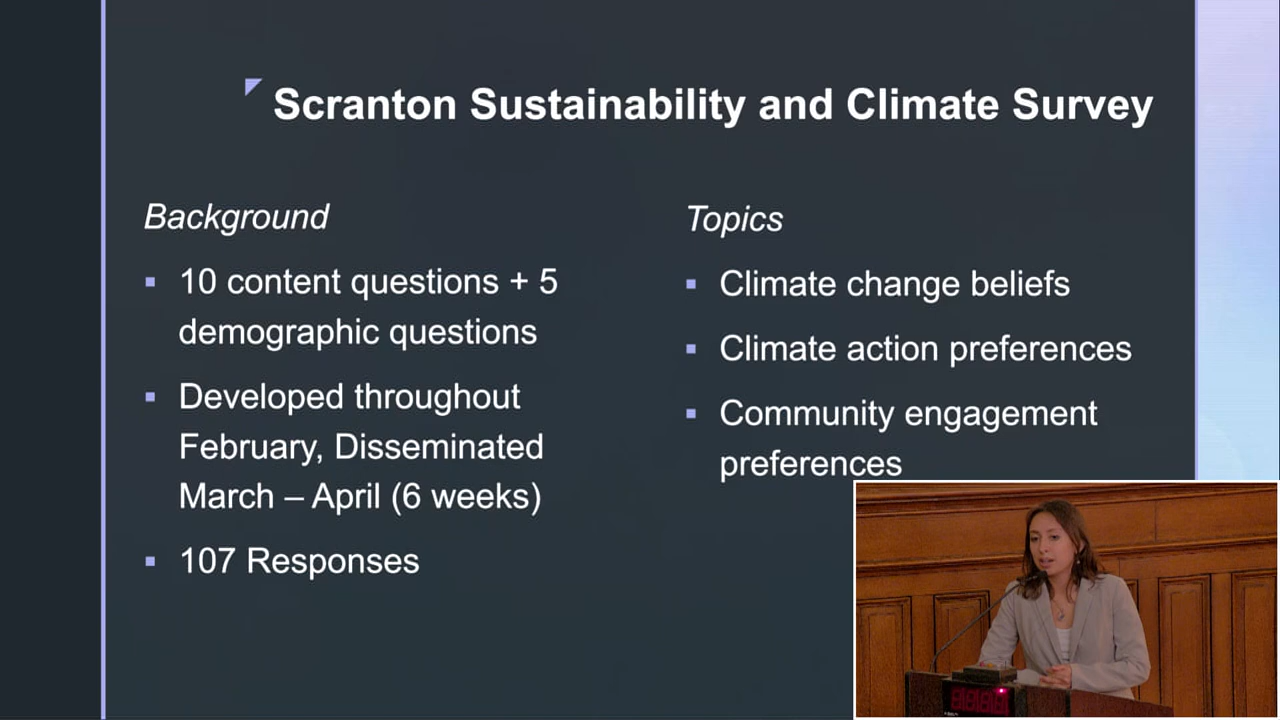 Scranton Sustainability and Climate Survey
Background
10 content questions + 5
demographic questions
Developed throughout
February, Disseminated
March – April (6 weeks)
107 Responses
Topics
Climate change beliefs
Climate action preferences
Community engagement
preferences